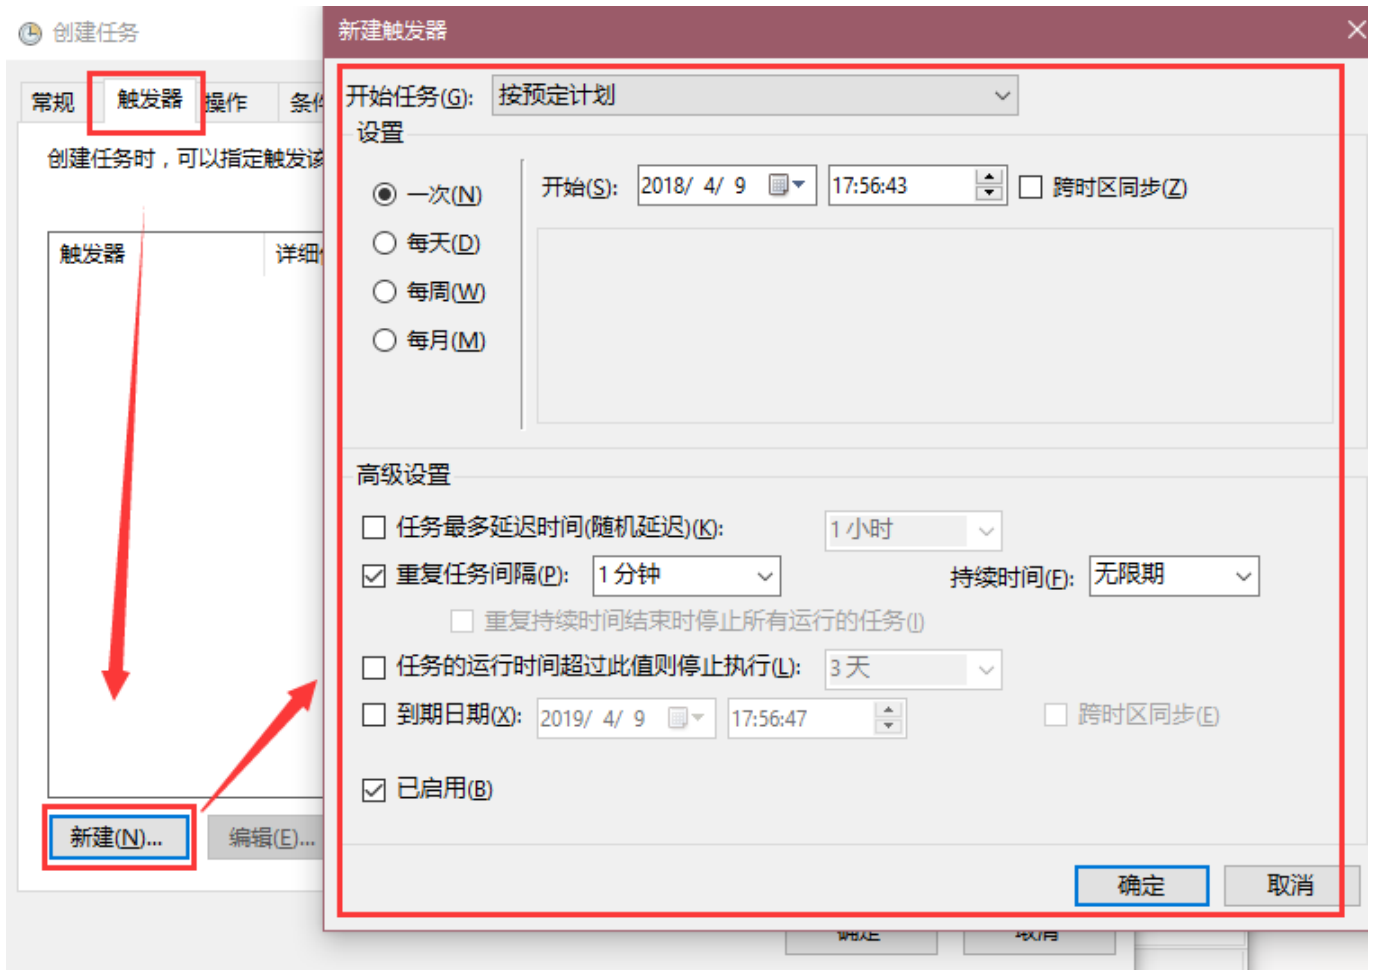 创建任务
新建触发器
常规
触发器
操作
创建任务时，可以指定触发该
触发器
新建(N)...
编辑(E)...
开始任务(G):
按预定计划
设置
一次(N)
每天(D)
每周(W)
每月(M)
开始(S):
2018/ 4/ 9
17:56:43
跨时区同步(Z)
高级设置
任务最多延迟时间(随机延迟)(K):
1 小时
重复任务间隔(P):
1 分钟
持续时间(F):
无限期
重复持续时间结束时停止所有运行的任务(I)
任务的运行时间超过此值则停止执行(L):
3 天
到期日期(X):
2019/ 4/ 9
17:56:47
跨时区同步(E)
已启用(B)
确定
取消